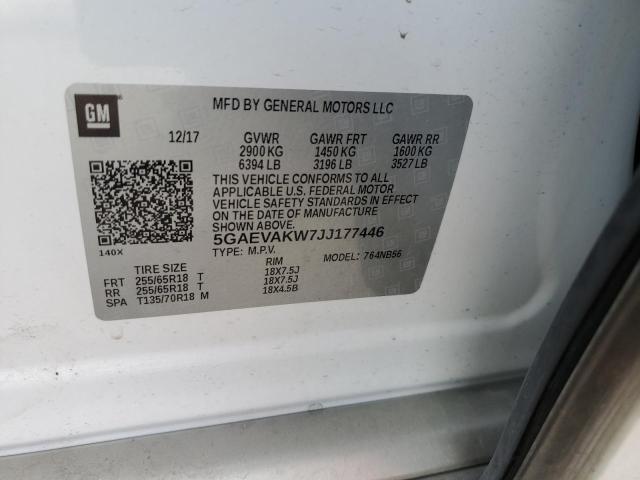 GM
MFD BY GENERAL MOTORS LLC
12/17 GVWR GAWR FRT GAWR RR
2900 KG 1450 KG 1600 KG
6394 LB 3196 LB 3527 LB
THIS VEHICLE CONFORMS TO ALL
APPLICABLE U.S. FEDERAL MOTOR
VEHICLE SAFETY STANDARDS IN EFFECT
ON THE DATE OF MANUFACTURE
SHOWN ABOVE.
5GAEVAKW7JJ177446
140X
TYPE: M.P.V. MODEL: 764NB56
TIRE SIZE RIM
FRT 255/65R18 T 18X7.5J
RR 255/65R18 T 18X7.5J
SPA T135/70R18 M 18X4.5B